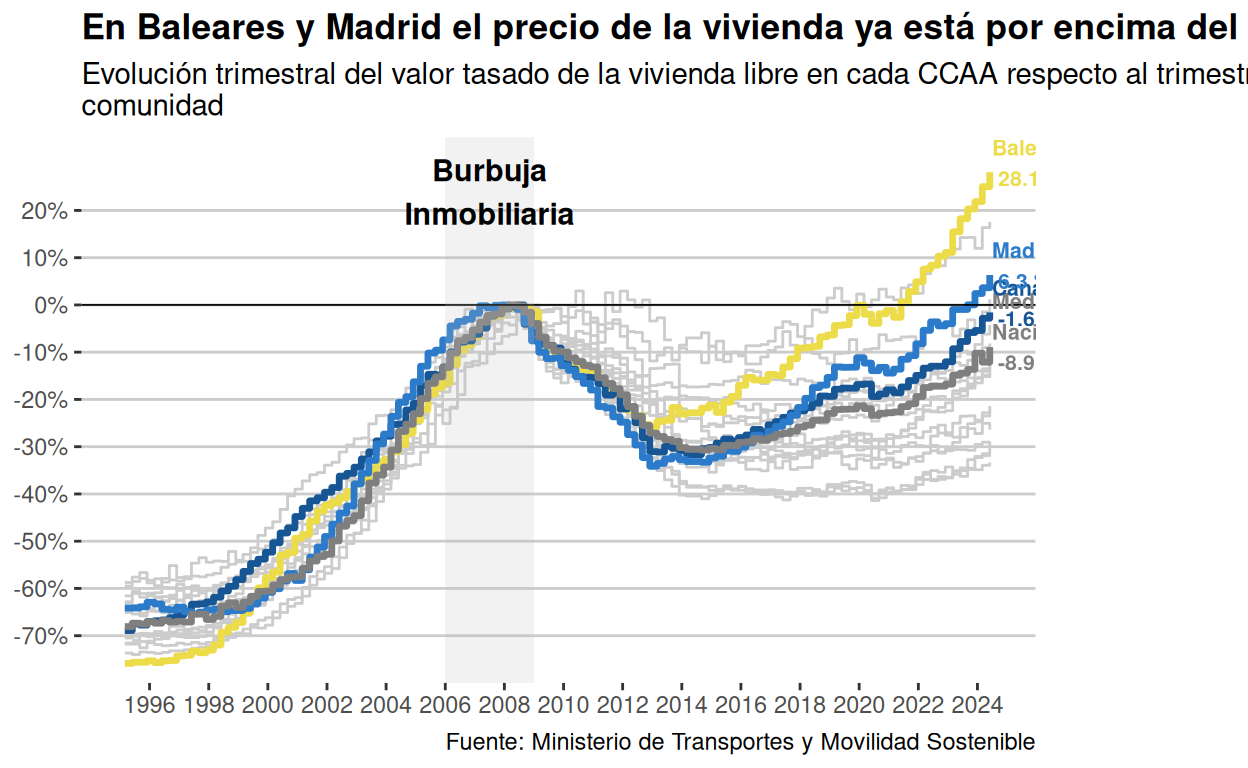 En Baleares y Madrid el precio de la vivienda ya está por encima del
Evolución trimestral del valor tasado de la vivienda libre en cada CCAA respecto al trimestr
comunidad
Burbuja
Inmobiliaria
Bale
28.1
Mad
6.3
Cana
Med
-1.6
Naci
-8.9
20%
10%
0%
-10%
-20%
-30%
-40%
-50%
-60%
-70%
1996 1998 2000 2002 2004 2006 2008 2010 2012 2014 2016 2018 2020 2022 2024
Fuente: Ministerio de Transportes y Movilidad Sostenible